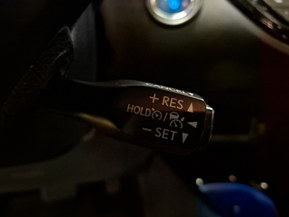 + RES
HOLD /
− SET